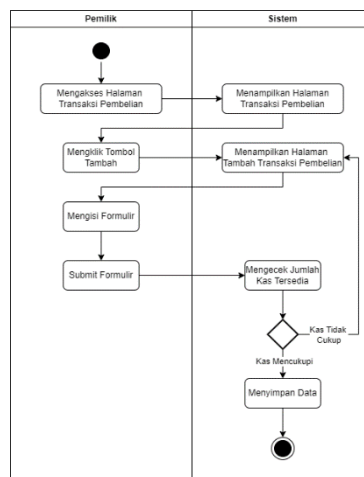 Pemilik
Sistem
Mengakses Halaman
Transaksi Pembelian
Menampilkan Halaman
Transaksi Pembelian
Mengklik Tombol
Tambah
Menampilkan Halaman
Tambah Transaksi Pembelian
Mengisi Formulir
Submit Formulir
Mengecek Jumlah
Kas Tersedia
Kas Tidak
Cukup
Kas Mencukupi
Menyimpan Data